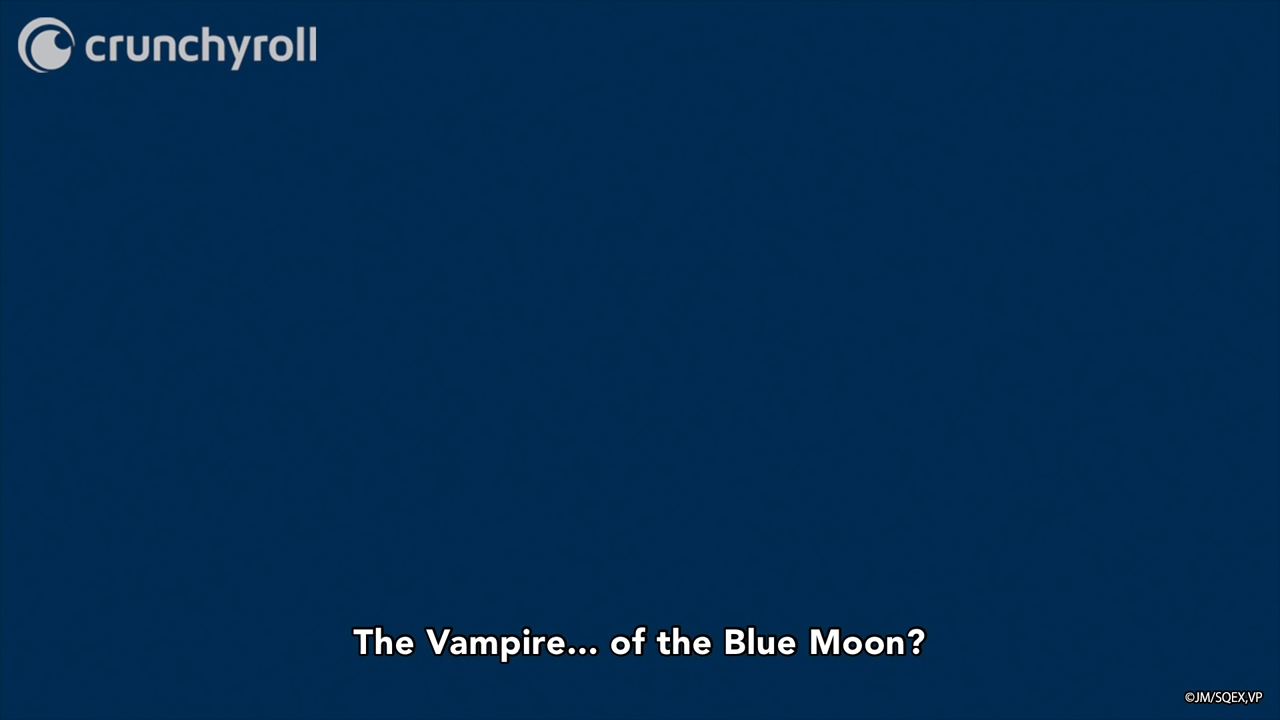 crunchyroll
The Vampire... of the Blue Moon?
©JM/SQEX,VP